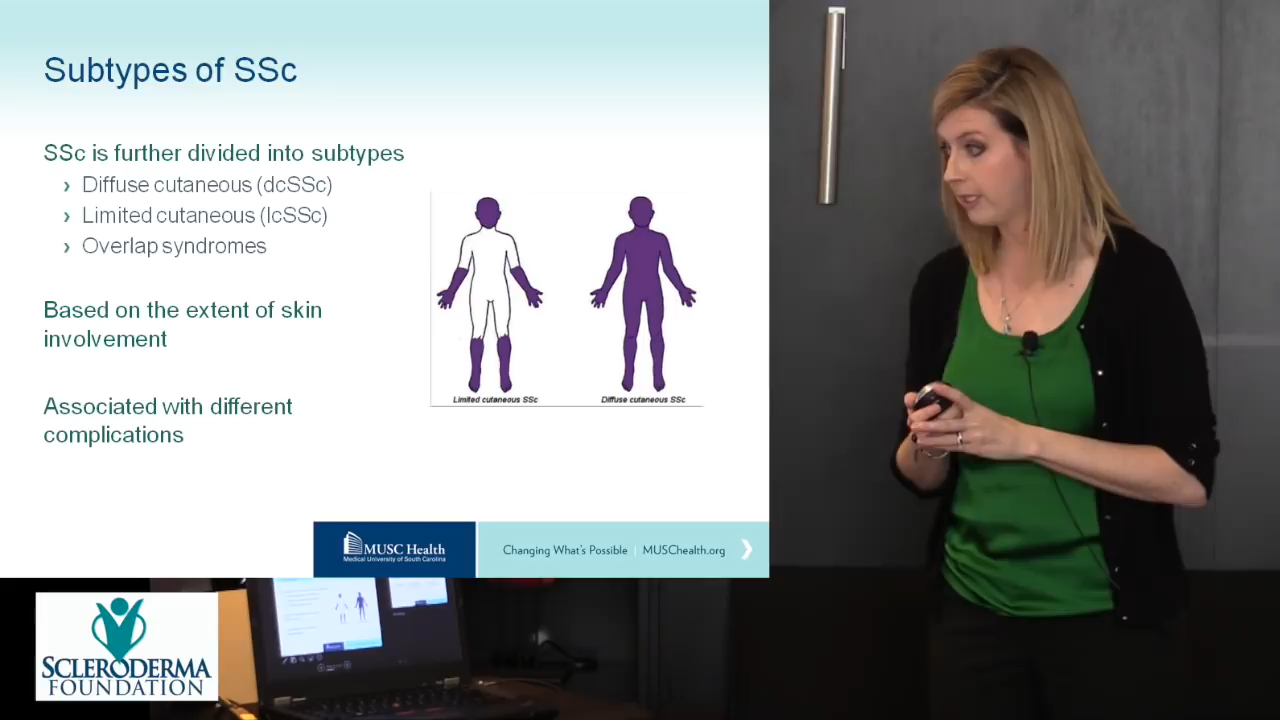 Subtypes of SSc
SSc is further divided into subtypes
› Diffuse cutaneous (dcSSc)
› Limited cutaneous (lcSSc)
› Overlap syndromes
Based on the extent of skin
involvement
Associated with different
complications
Limited cutaneous SSc
Diffuse cutaneous SSc
MUSC Health
Medical University of South Carolina
Changing What's Possible | MUSChealth.org
SCLERODERMA
FOUNDATION